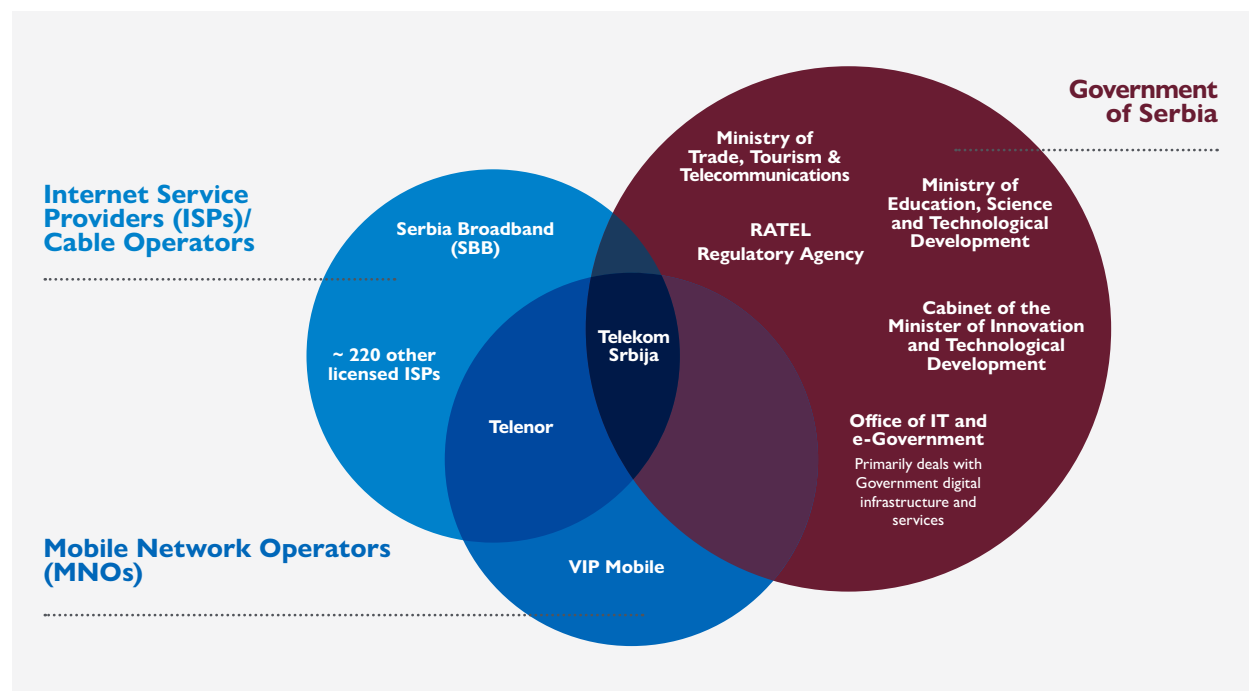 Government
of Serbia
Internet Service
Providers (ISPs)/
Cable Operators
Mobile Network Operators
(MNOs)
Serbia Broadband
(SBB)
~ 220 other
licensed ISPs
Telenor
Telekom
Srbija
VIP Mobile
Ministry of
Trade, Tourism &
Telecommunications
RATEL
Regulatory Agency
Ministry of
Education, Science
and Technological
Development
Cabinet of the
Minister of Innovation
and Technological
Development
Office of IT and
e-Government
Primarily deals with
Government digital
infrastructure and
services